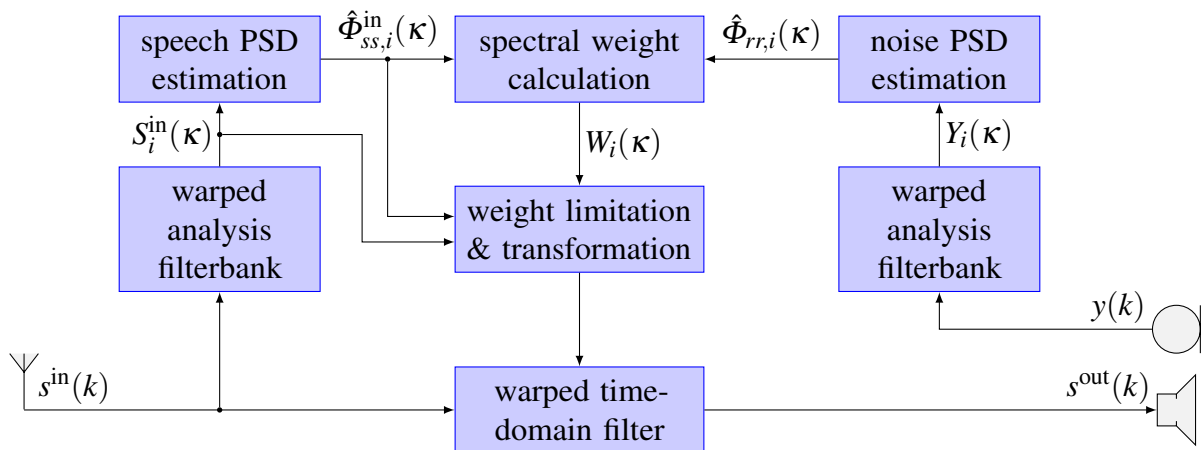 speech PSD
estimation
Φ̂ⁱⁿ_{ss,i}(κ)
spectral weight
calculation
Φ̂_{rr,i}(κ)
noise PSD
estimation
Sᵢⁱⁿ(κ)
Wᵢ(κ)
Yᵢ(κ)
warped
analysis
filterbank
weight limitation
& transformation
warped
analysis
filterbank
y(k)
sⁱⁿ(k)
warped time-
domain filter
sᵒᵘᵗ(k)